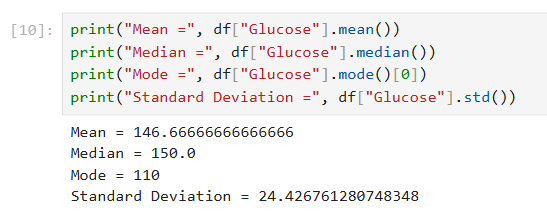 [10]: print("Mean =", df["Glucose"].mean())
print("Median =", df["Glucose"].median())
print("Mode =", df["Glucose"].mode()[0])
print("Standard Deviation =", df["Glucose"].std())
Mean = 146.66666666666666
Median = 150.0
Mode = 110
Standard Deviation = 24.426761280748348